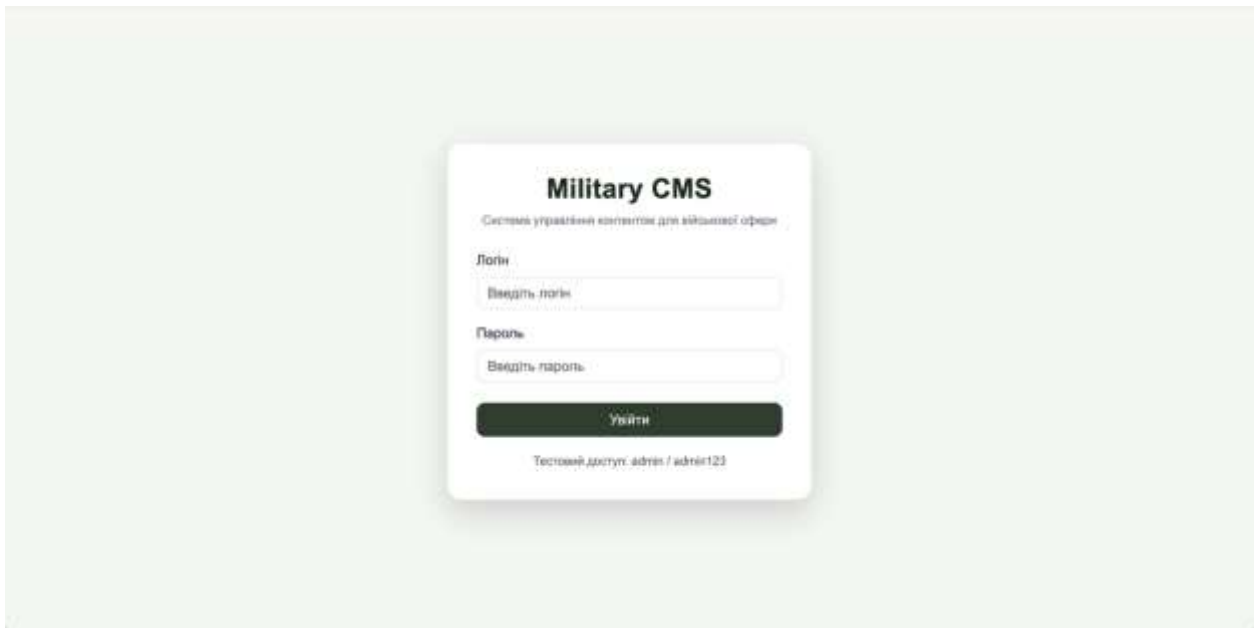 Military CMS
Система управління контентом для військової сфери
Логін
Введіть логін
Пароль
Введіть пароль
Увійти
Тестовий доступ: admin / admin123